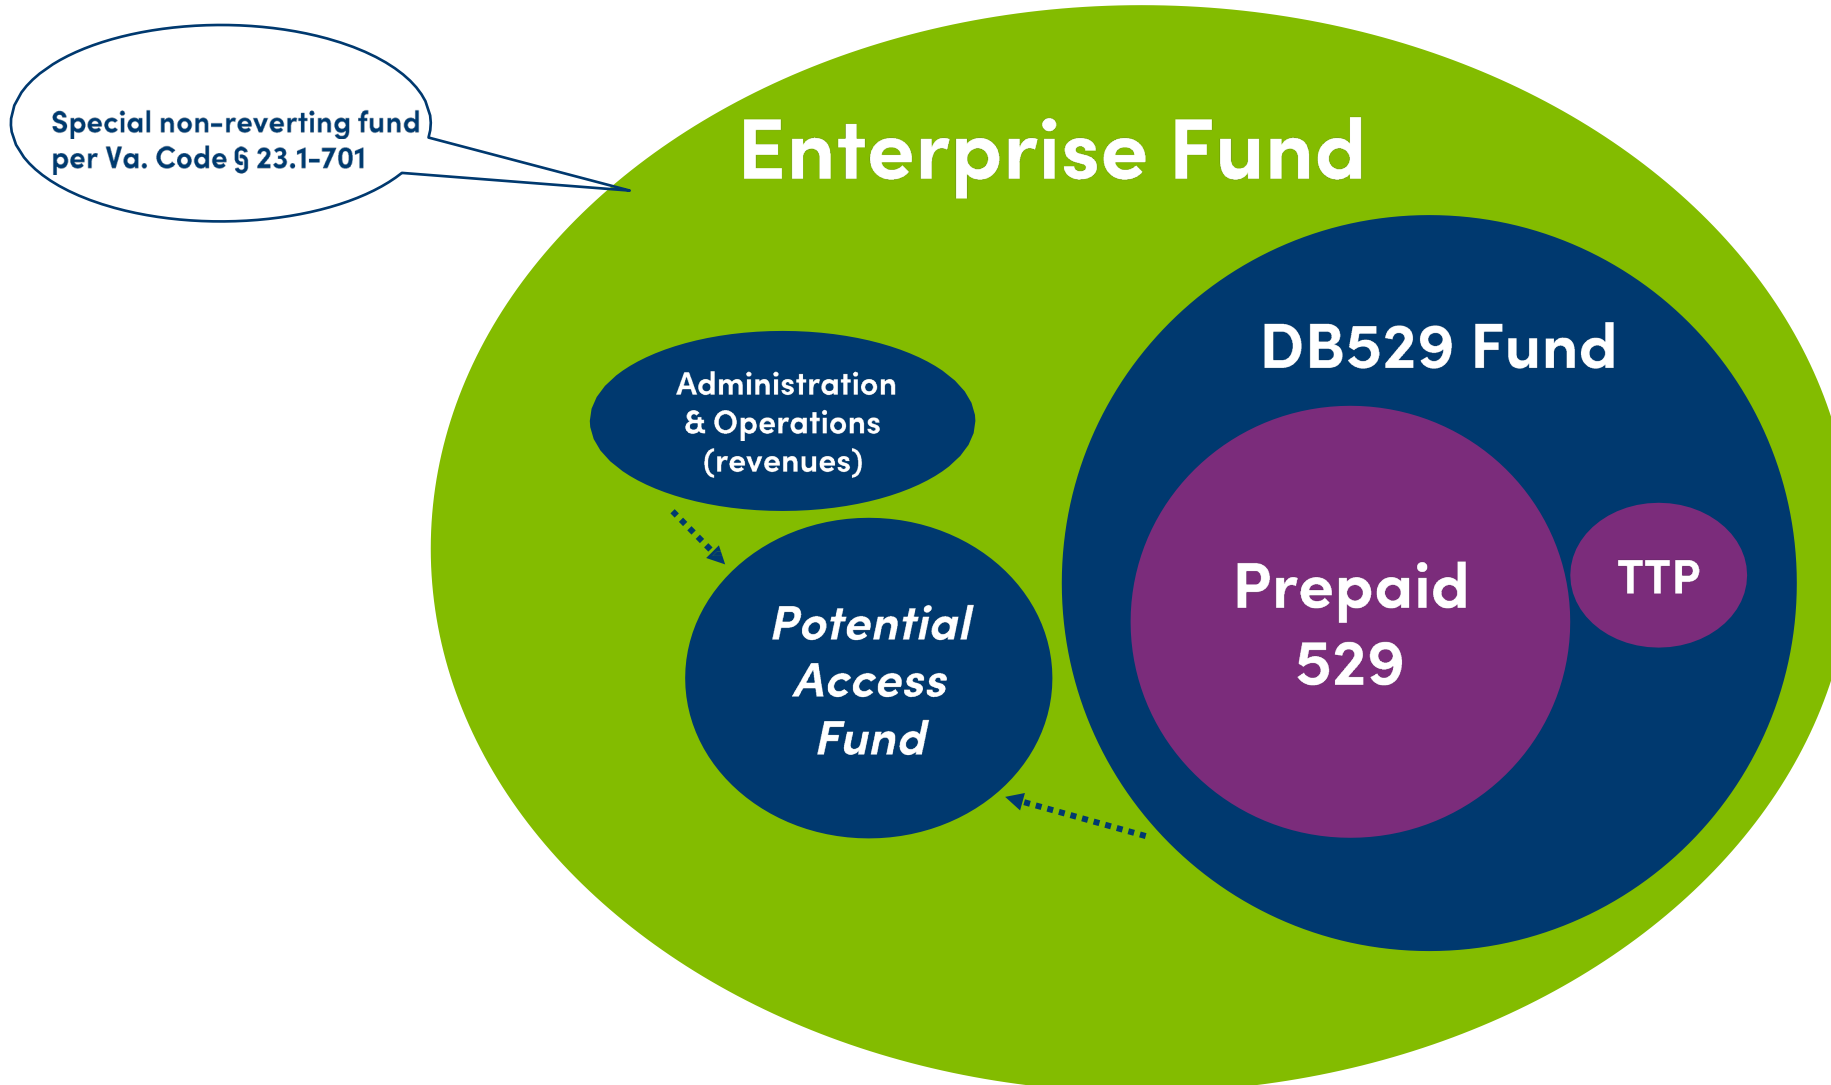 Special non-reverting fund
per Va. Code § 23.1-701
Enterprise Fund
DB529 Fund
Administration
& Operations
(revenues)
Potential
Access
Fund
Prepaid
529
TTP